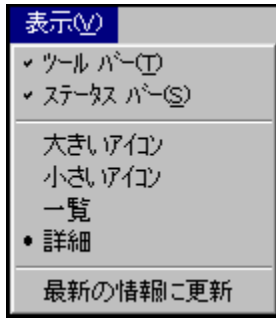 表示(V)
ﾂｰﾙ ﾊﾞｰ(T)
ｽﾃｰﾀｽ ﾊﾞｰ(S)
大きいｱｲｺﾝ
小さいｱｲｺﾝ
一覧
詳細
最新の情報に更新